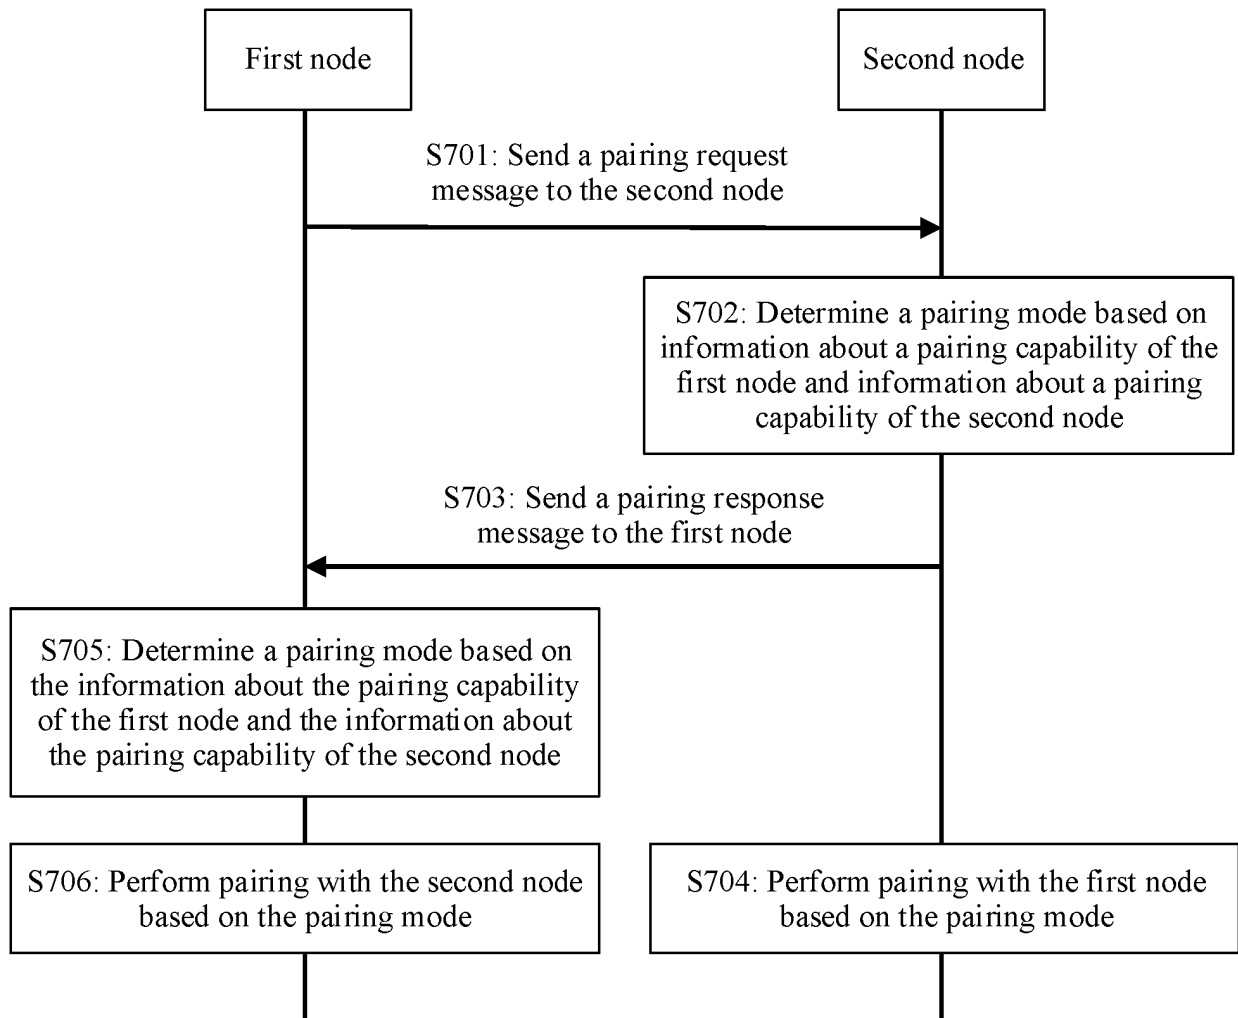 First node
Second node
S701: Send a pairing request
message to the second node
S702: Determine a pairing mode based on
information about a pairing capability of the
first node and information about a pairing
capability of the second node
S703: Send a pairing response
message to the first node
S705: Determine a pairing mode based on
the information about the pairing capability
of the first node and the information about
the pairing capability of the second node
S706: Perform pairing with the second node
based on the pairing mode
S704: Perform pairing with the first node
based on the pairing mode